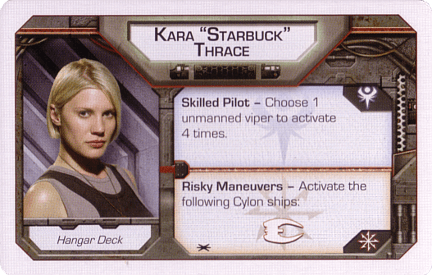 KARA "STARBUCK"
THRACE
Skilled Pilot – Choose 1
unmanned viper to activate
4 times.
Risky Maneuvers – Activate the
following Cylon ships:
Hangar Deck